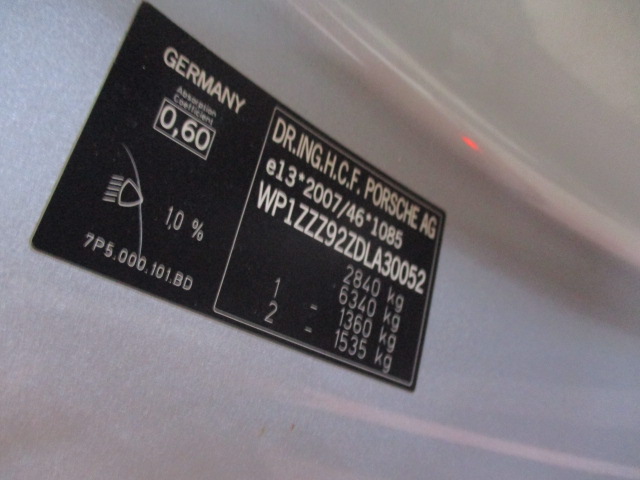 GERMANY
Absorption
Coefficient
0,60
1,0 %
7P5.000.101.BD
DR.ING.H.C.F. PORSCHE AG
e13*2007/46*1085
WP1ZZZ92ZDLA30052
2840 kg
6340 kg
1 - 1360 kg
2 - 1535 kg